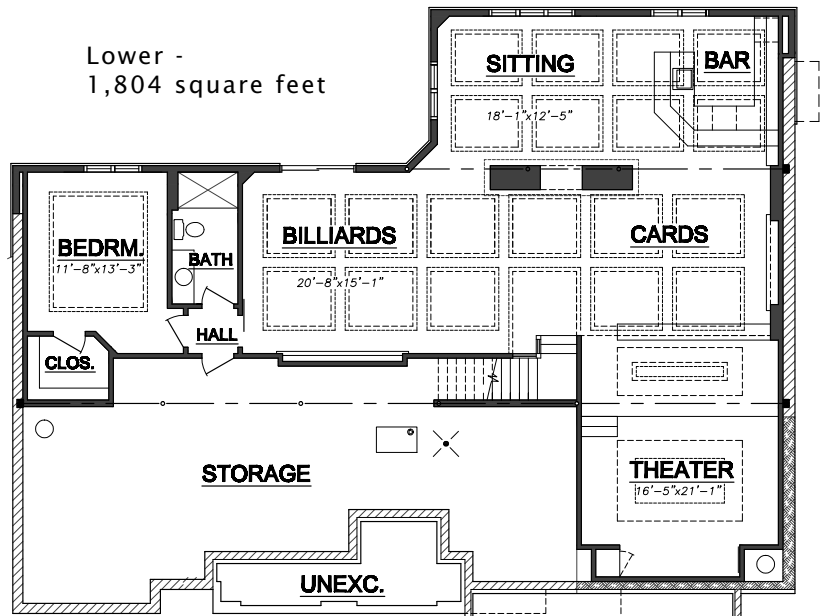 Lower -
1,804 square feet
SITTING
18'-1"x12'-5"
BAR
BEDRM.
11'-8"x13'-3"
BATH
BILLIARDS
20'-8"x15'-1"
CARDS
HALL
CLOS.
STORAGE
THEATER
16'-5"x21'-1"
UNEXC.